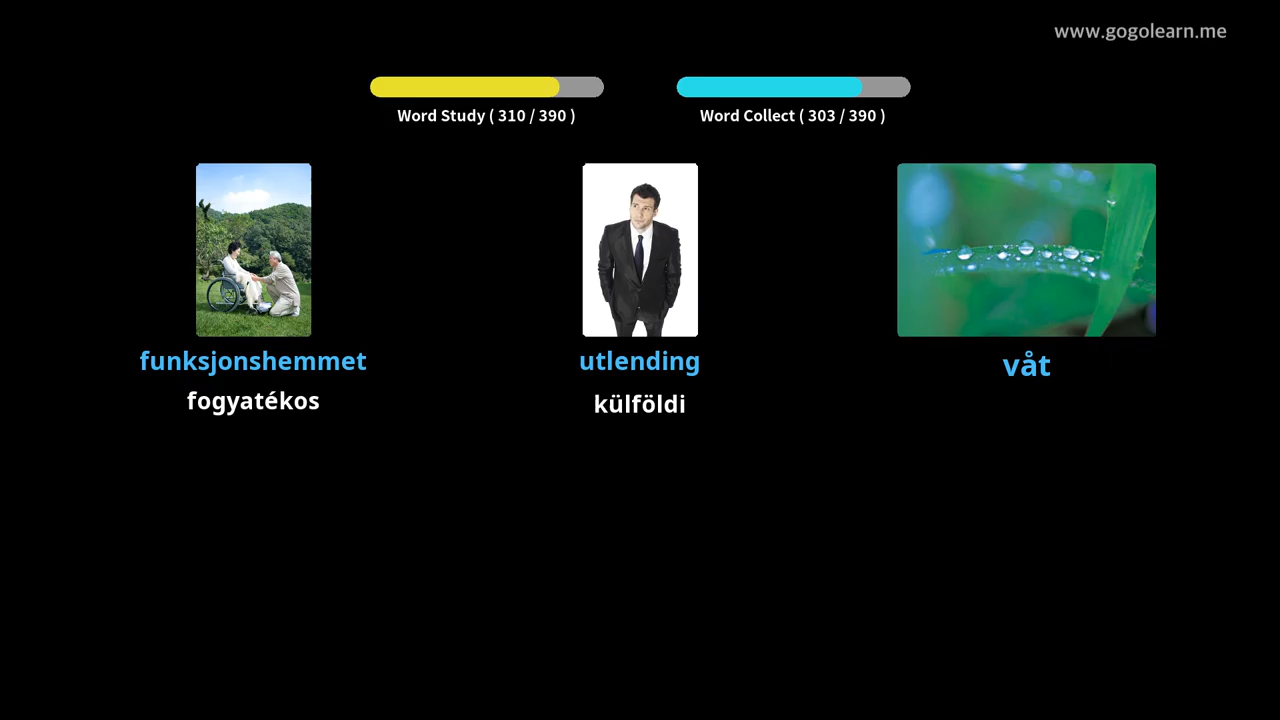 www.gogolearn.me
Word Study ( 310 / 390 )
Word Collect ( 303 / 390 )
funksjonshemmet
utlending
våt
fogyatékos
külföldi